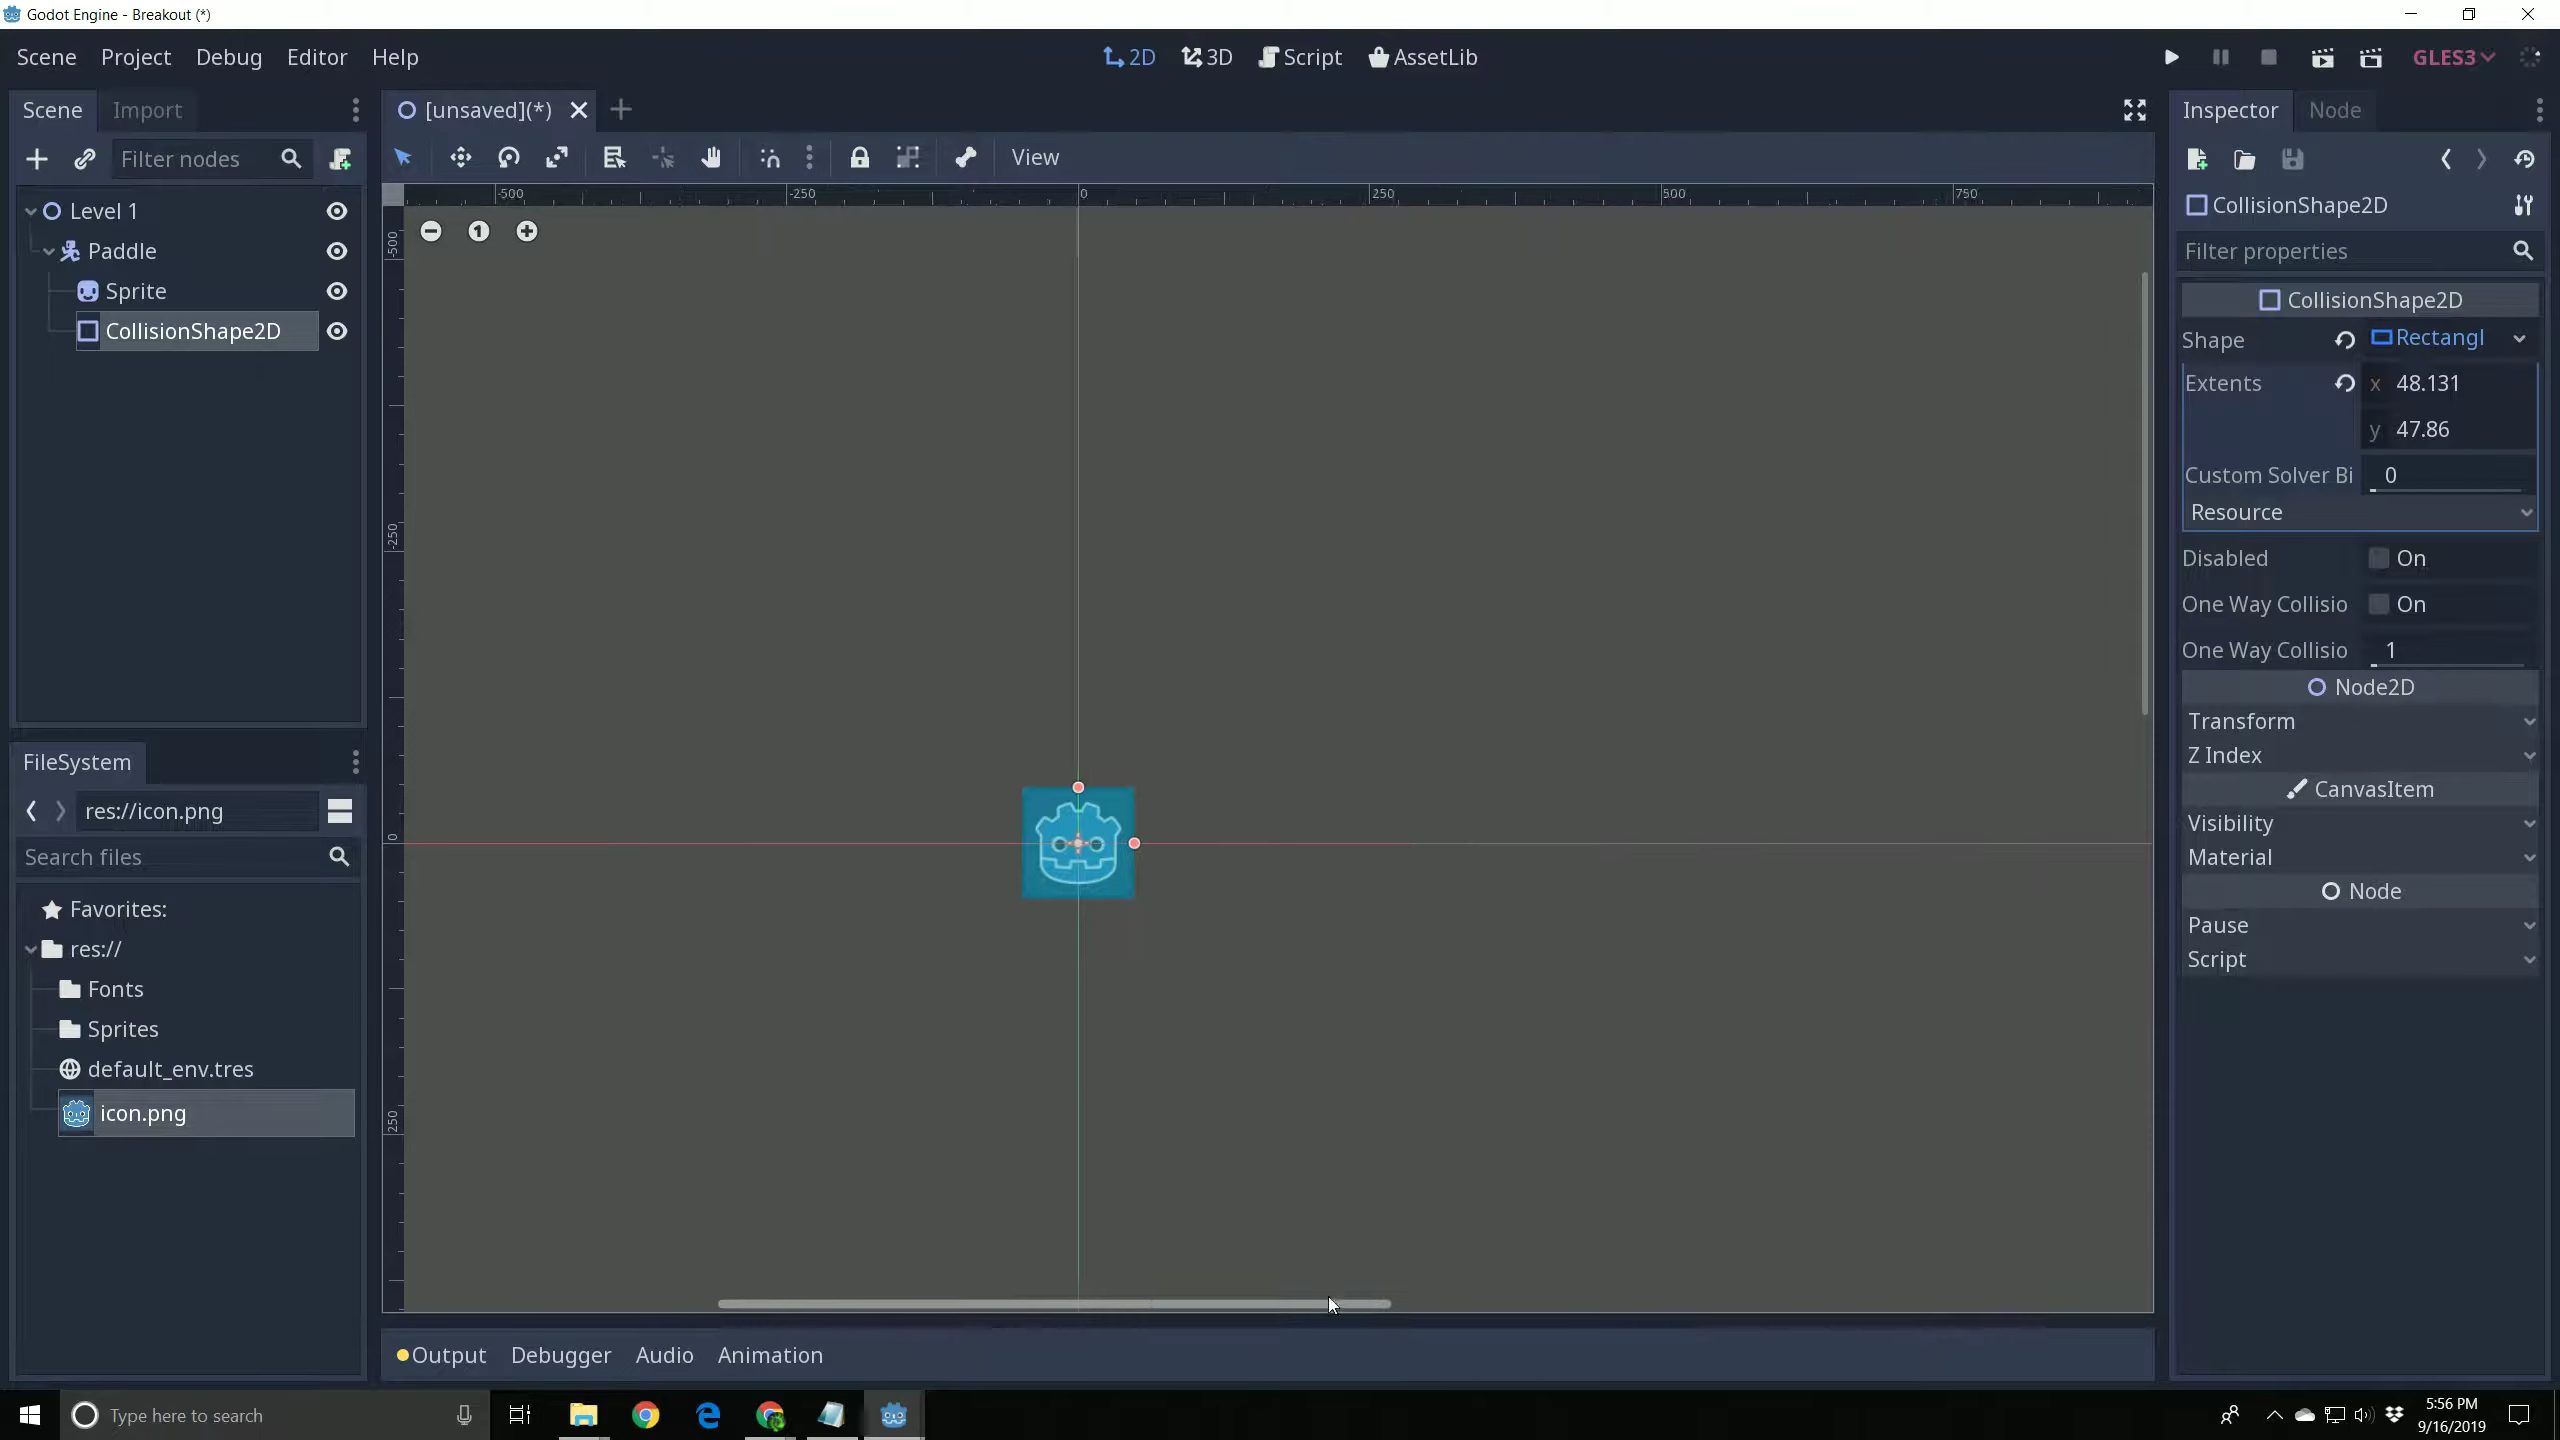 Godot Engine - Breakout (*)
Scene Project Debug Editor Help
2D 3D Script AssetLib
GLES3
Scene Import
[unsaved](*)
Inspector Node
Filter nodes
View
CollisionShape2D
Filter properties
Level 1
Paddle
Sprite
CollisionShape2D
-500 -250 0 250 500 750
-500
-250
0
250
1
CollisionShape2D
Shape Rectangl
Extents x 48.131
y 47.86
Custom Solver Bi 0
Resource
Disabled On
One Way Collisio On
One Way Collisio 1
Node2D
Transform
Z Index
CanvasItem
Visibility
Material
Node
Pause
Script
FileSystem
res://icon.png
Search files
Favorites:
res://
Fonts
Sprites
default_env.tres
icon.png
Output Debugger Audio Animation
Type here to search
5:56 PM
9/16/2019